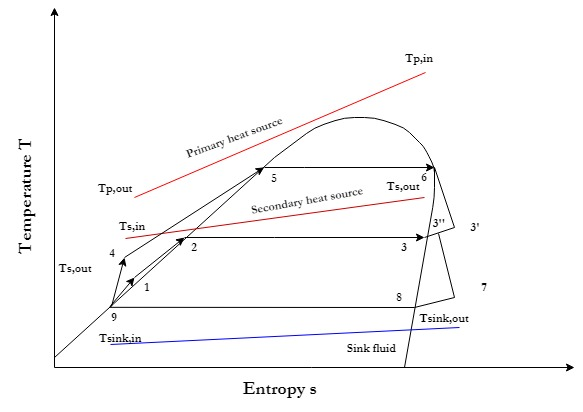 Tp,in
Primary heat source
Tp,out
5
6
Ts,out
Secondary heat source
Ts,in
3''
3'
4
2
3
Ts,out
1
7
8
9
Tsink,in
Tsink,out
Sink fluid
Temperature T
Entropy s